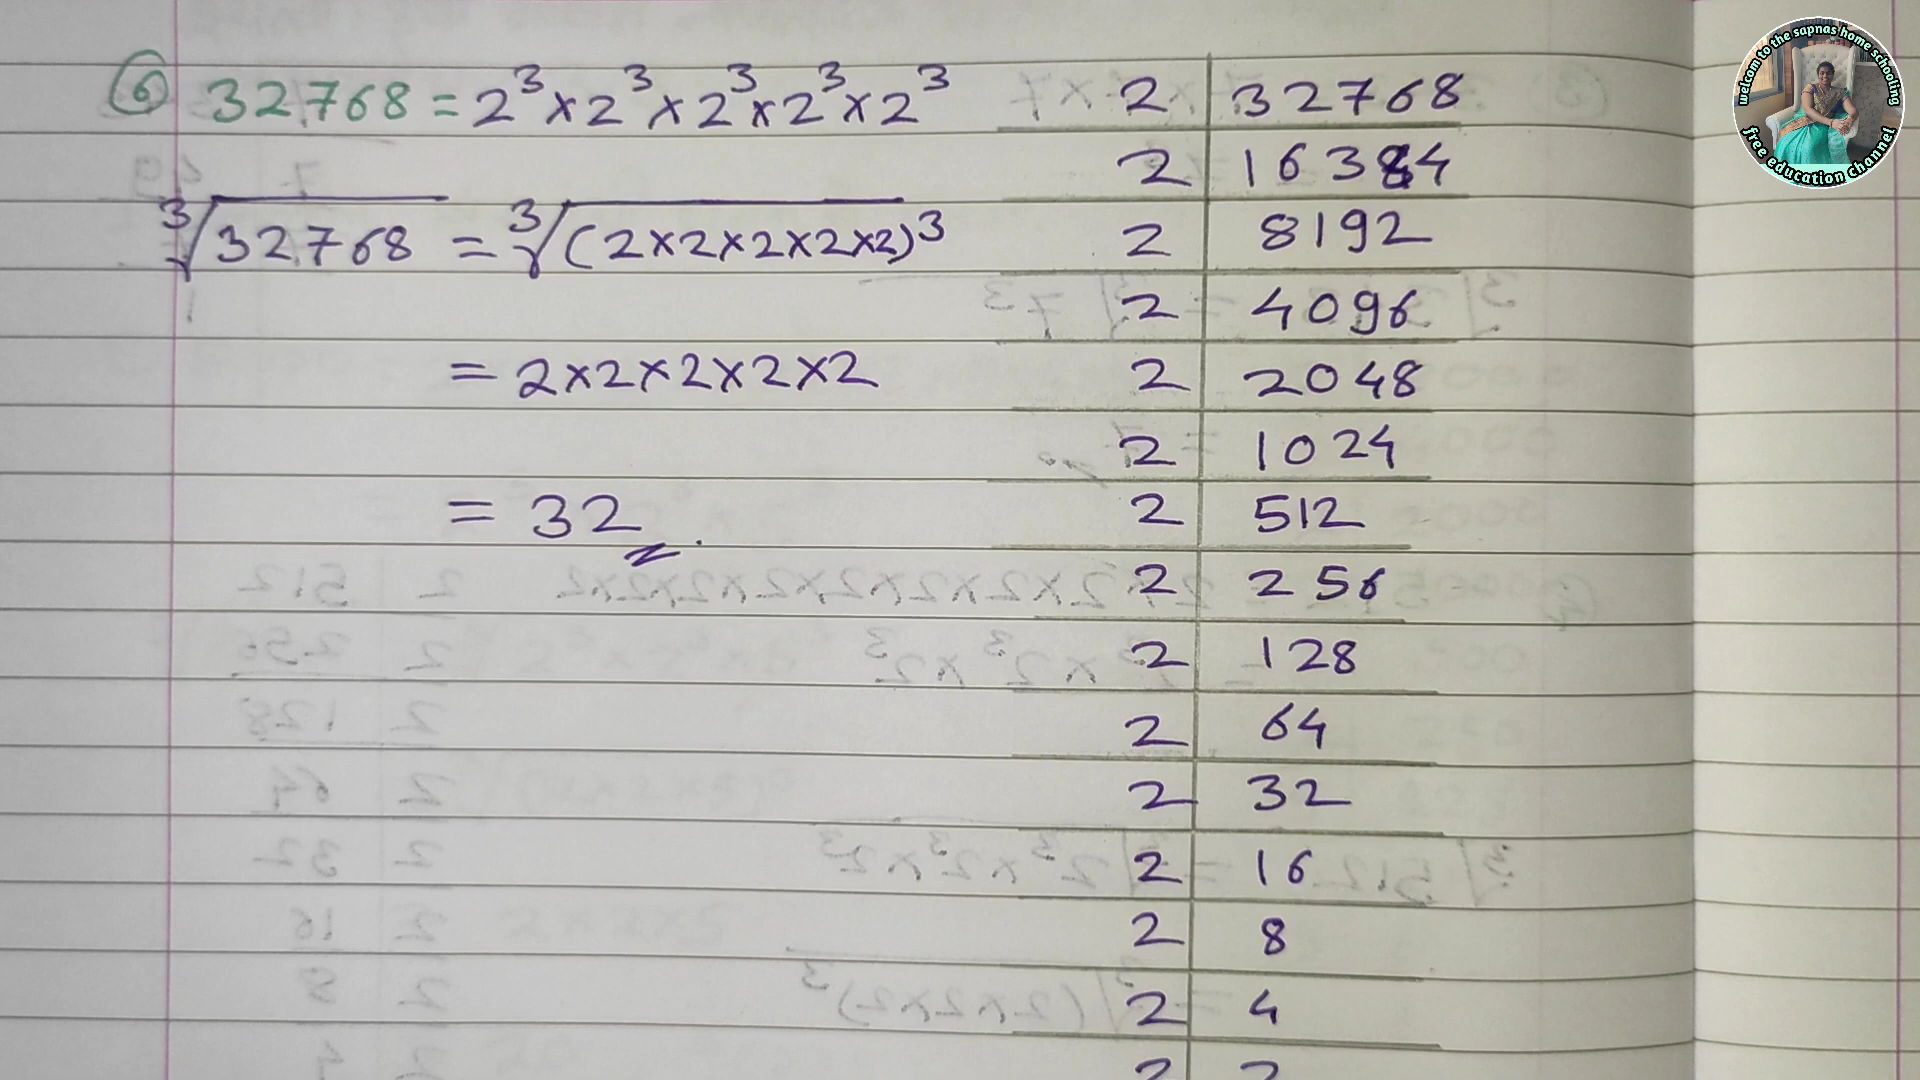 ⑥ 32768 = 2³×2³×2³×2³×2³
∛32768 = ∛(2×2×2×2×2)³
= 2×2×2×2×2
= 32
2 | 32768
2 | 16384
2 | 8192
2 | 4096
2 | 2048
2 | 1024
2 | 512
2 | 256
2 | 128
2 | 64
2 | 32
2 | 16
2 | 8
2 | 4
2 | 2
welcom to the sapnas home schooling
free education channel